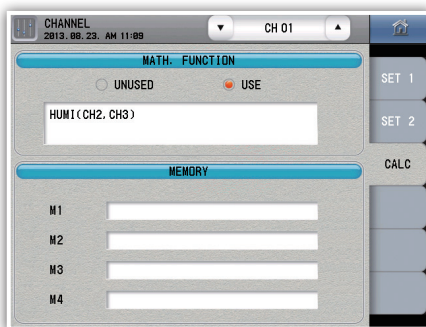 CHANNEL
2013.08.23. AM 11:09
CH 01
MATH. FUNCTION
UNUSED
USE
HUMI(CH2,CH3)
MEMORY
M1
M2
M3
M4
SET 1
SET 2
CALC